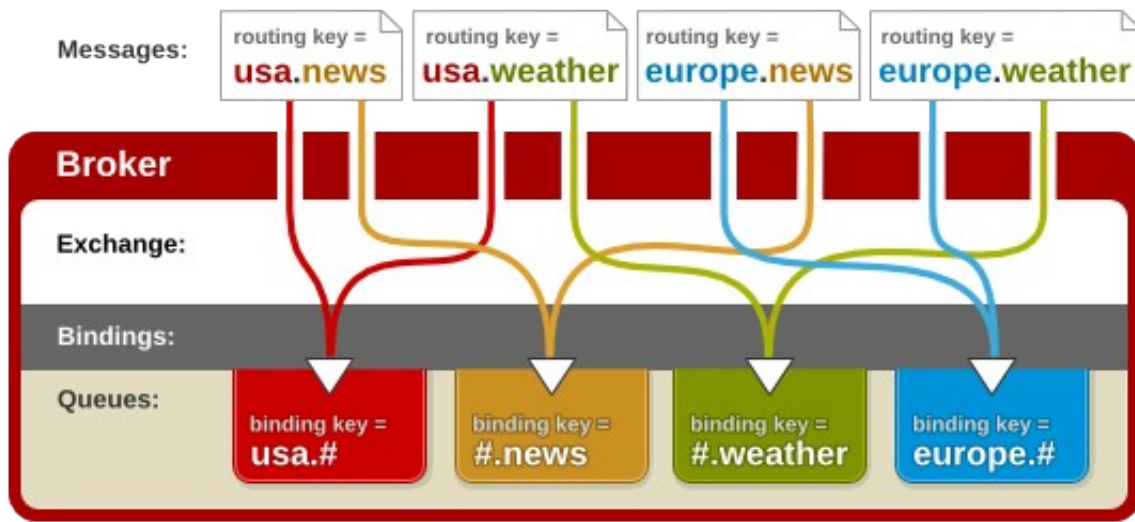 Messages:
routing key =
usa.news
routing key =
usa.weather
routing key =
europe.news
routing key =
europe.weather
Broker
Exchange:
Bindings:
Queues:
binding key =
usa.#
binding key =
#.news
binding key =
#.weather
binding key =
europe.#